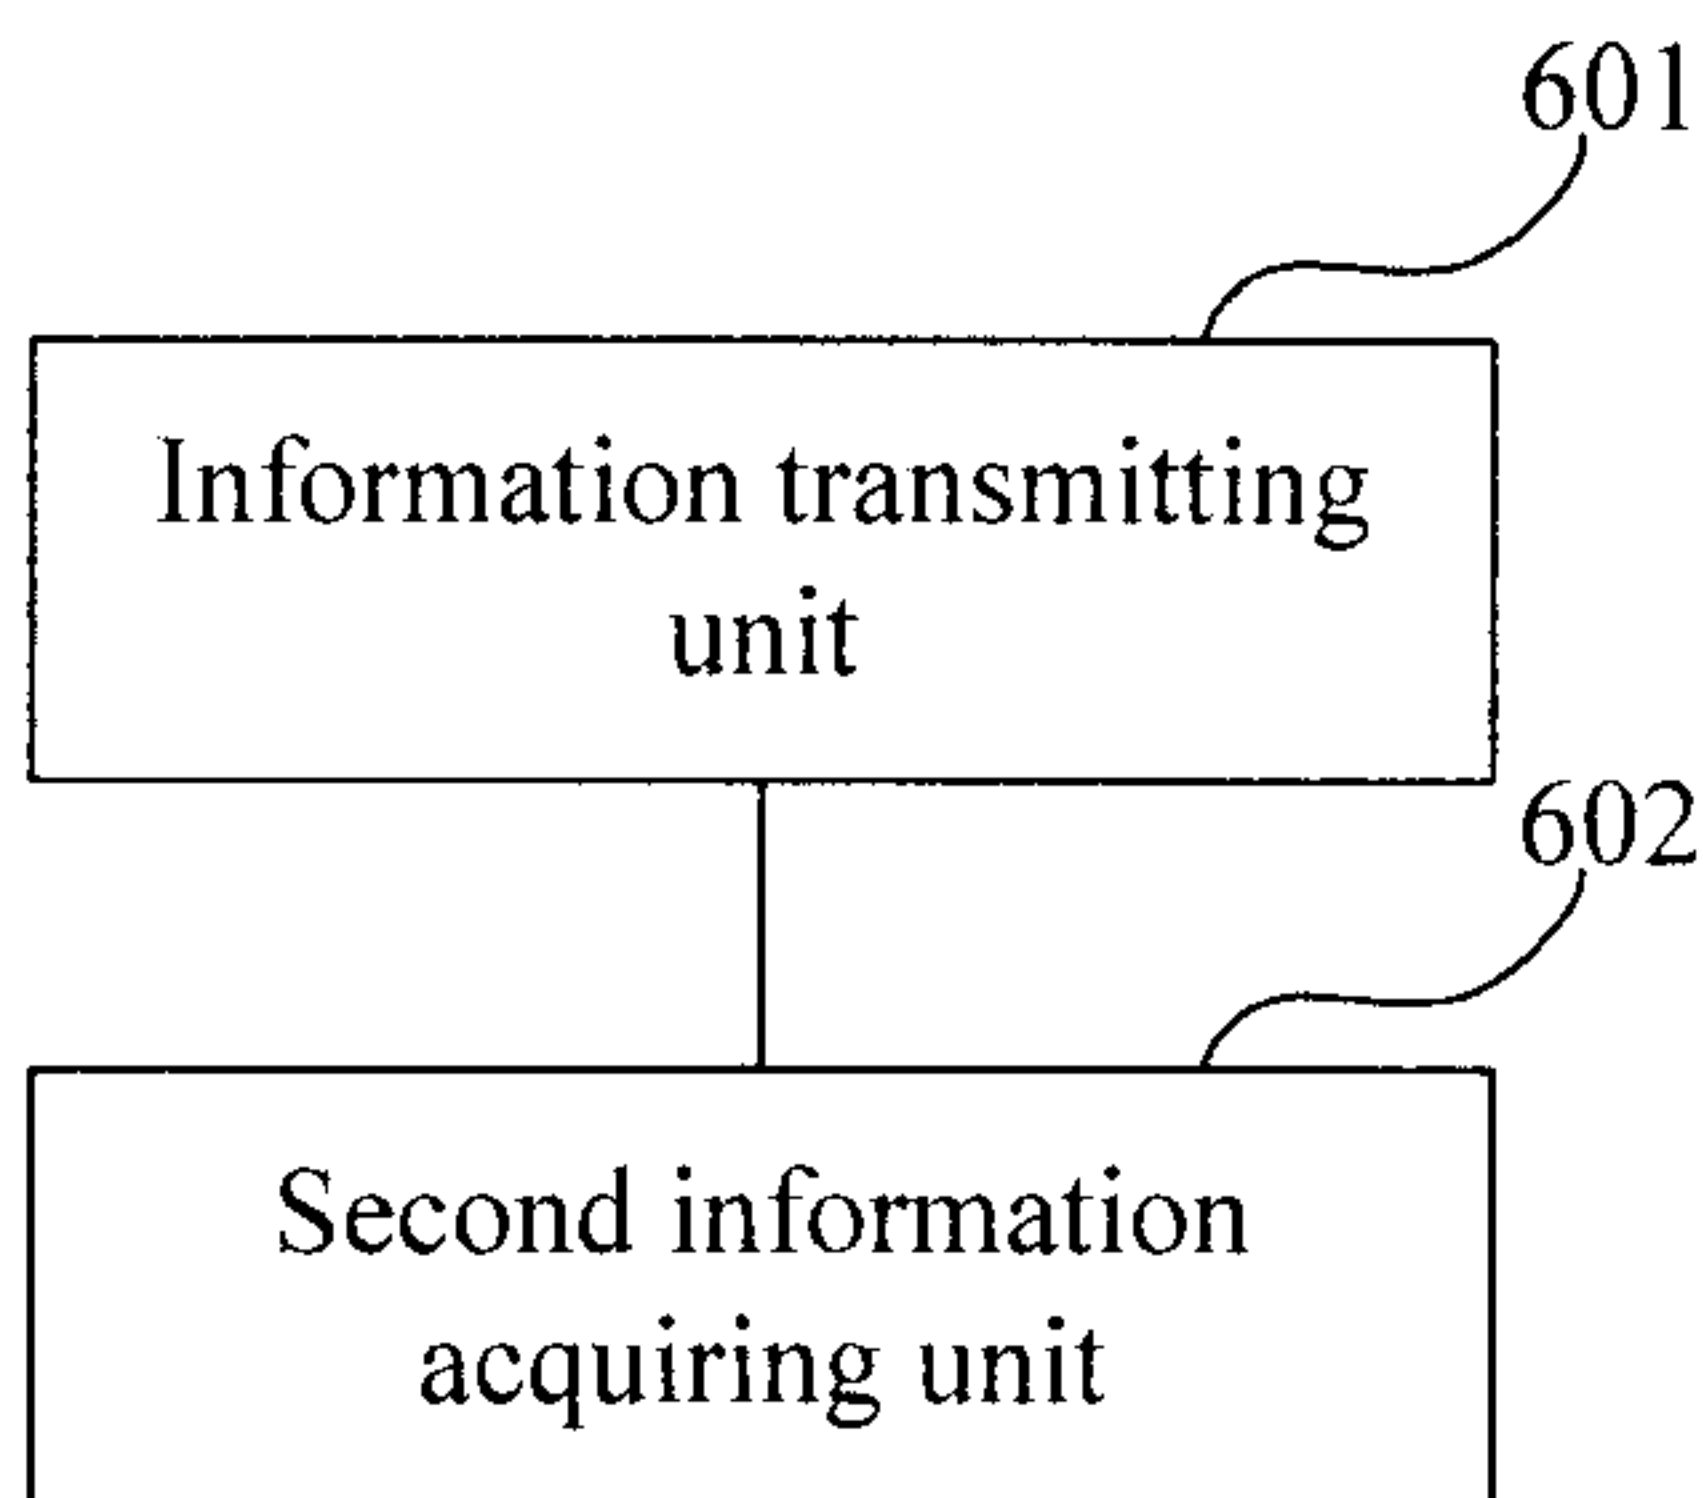 601
Information transmitting
unit
602
Second information
acquiring unit